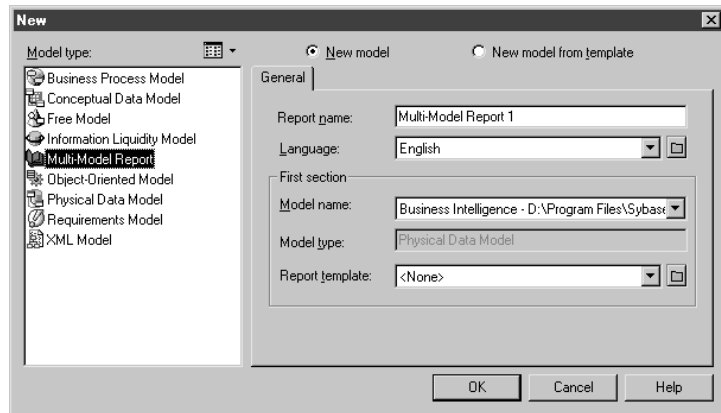 New
Model type:
New model
New model from template
Business Process Model
Conceptual Data Model
Free Model
Information Liquidity Model
Multi-Model Report
Object-Oriented Model
Physical Data Model
Requirements Model
XML Model
General
Report name: Multi-Model Report 1
Language: English
First section
Model name: Business Intelligence - D:\Program Files\Sybase
Model type: Physical Data Model
Report template: <None>
OK Cancel Help